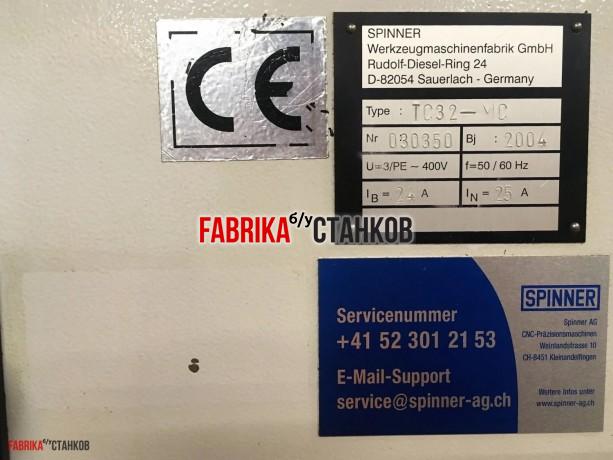 CE
SPINNER
Werkzeugmaschinenfabrik GmbH
Rudolf-Diesel-Ring 24
D-82054 Sauerlach - Germany
Type : TC32-MC
Nr : 030350 Bj : 2004
U=3/PE ~ 400V f=50 / 60 Hz
I B = 24 A I N = 25 A
FABRIKA б/у СТАНКОВ
SPINNER
Servicenummer
+41 52 301 21 53
E-Mail-Support
service@spinner-ag.ch
Spinner AG
CNC-Präzisionsmaschinen
Weinlandstrasse 10
CH-8451 Kleinandelfingen
Weitere Infos unter
www.spinner-ag.ch
FABRIKA б/у СТАНКОВ